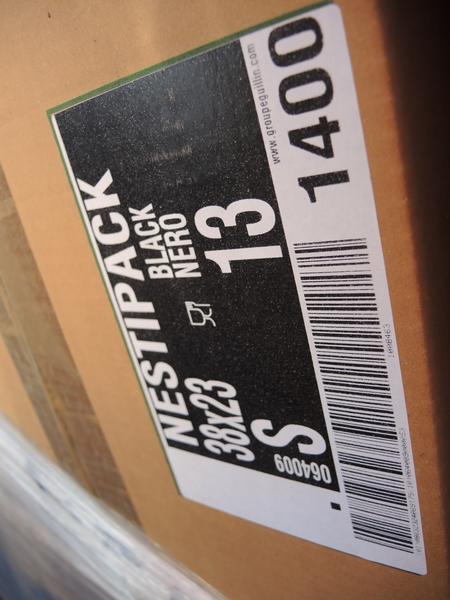 NESTIPACK
BLACK
38x23
NERO
S
13
064009
www.groupeguillin.com
1400